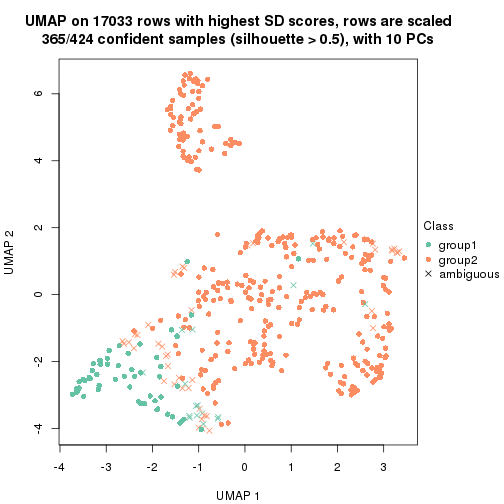 UMAP on 17033 rows with highest SD scores, rows are scaled
365/424 confident samples (silhouette > 0.5), with 10 PCs
6
4
2
0
-2
-4
UMAP 2
-4 -3 -2 -1 0 1 2 3
UMAP 1
Class
group1
group2
ambiguous